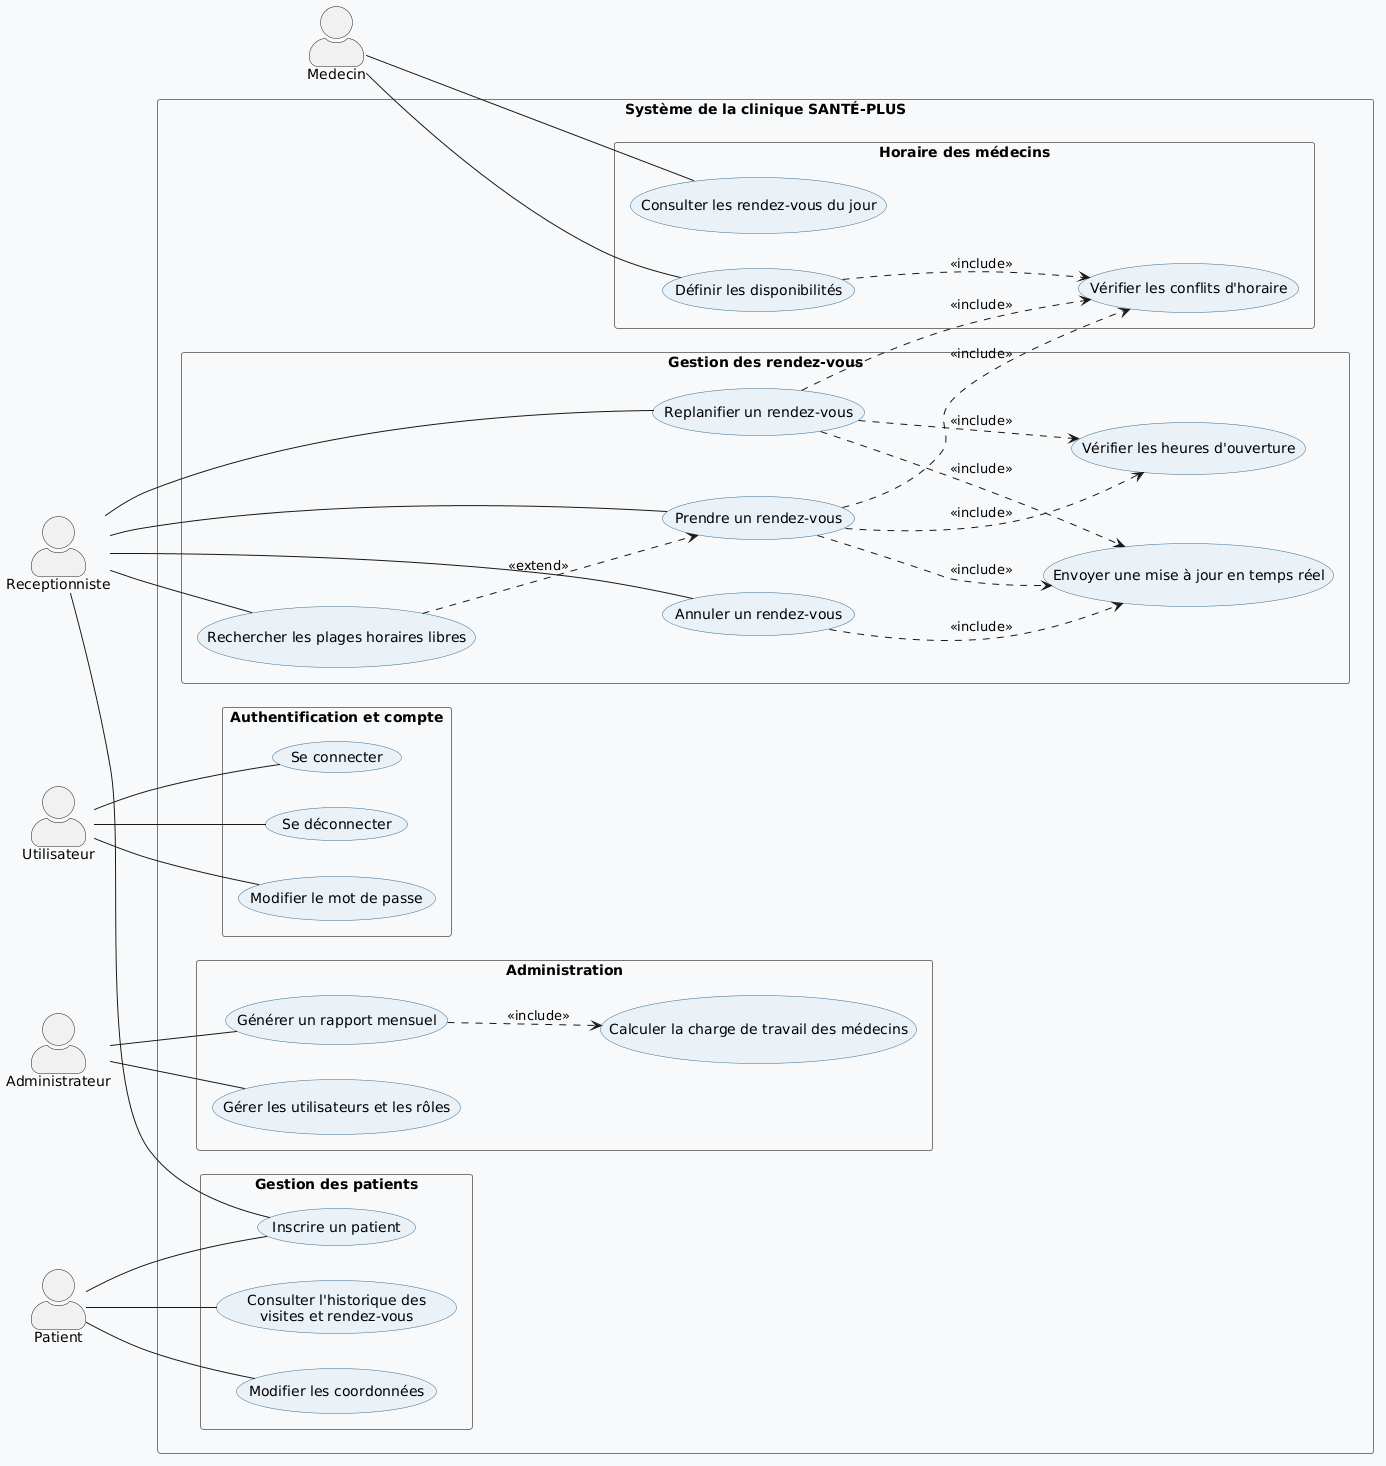 Medecin
Système de la clinique SANTÉ-PLUS
Horaire des médecins
Consulter les rendez-vous du jour
«include»
Définir les disponibilités
Vérifier les conflits d'horaire
«include»
«include»
Gestion des rendez-vous
Replanifier un rendez-vous
«include»
Vérifier les heures d'ouverture
«include»
Prendre un rendez-vous
«include»
Receptionniste
«extend»
«include»
Envoyer une mise à jour en temps réel
Annuler un rendez-vous
«include»
Rechercher les plages horaires libres
Authentification et compte
Se connecter
Se déconnecter
Utilisateur
Modifier le mot de passe
Administration
Générer un rapport mensuel
«include»
Calculer la charge de travail des médecins
Administrateur
Gérer les utilisateurs et les rôles
Gestion des patients
Inscrire un patient
Consulter l'historique des
visites et rendez-vous
Patient
Modifier les coordonnées